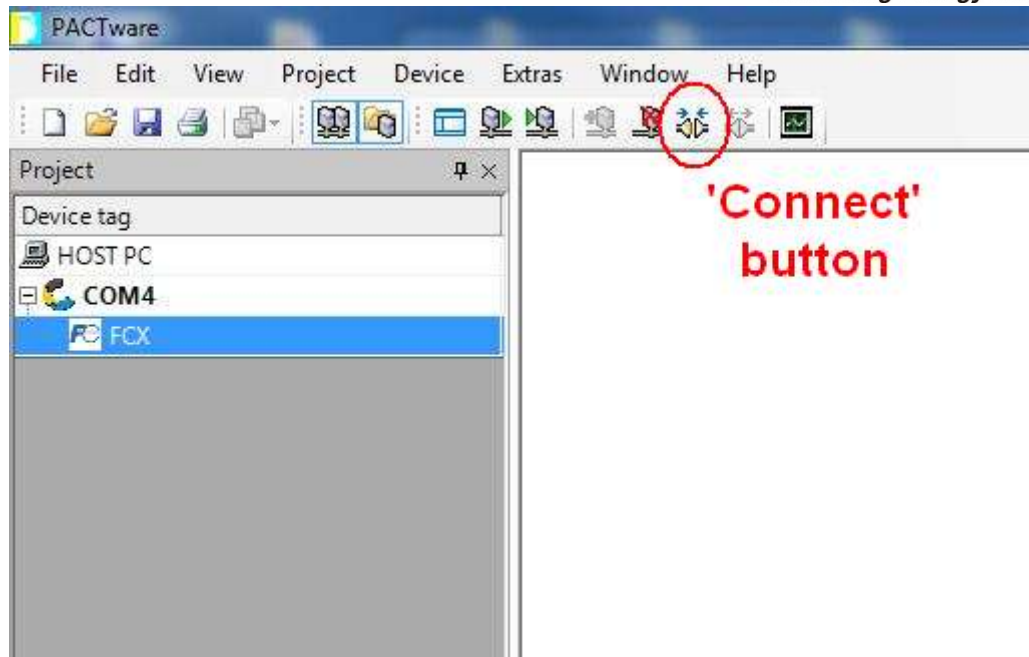 PACTware
File Edit View Project Device Extras Window Help
Project
Device tag
HOST PC
COM4
FCX
'Connect'
button